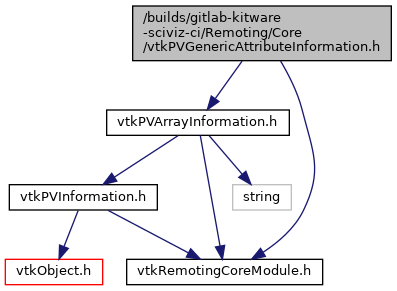 /builds/gitlab-kitware
-sciviz-ci/Remoting/Core
/vtkPVGenericAttributeInformation.h
vtkPVArrayInformation.h
vtkPVInformation.h
string
vtkObject.h
vtkRemotingCoreModule.h